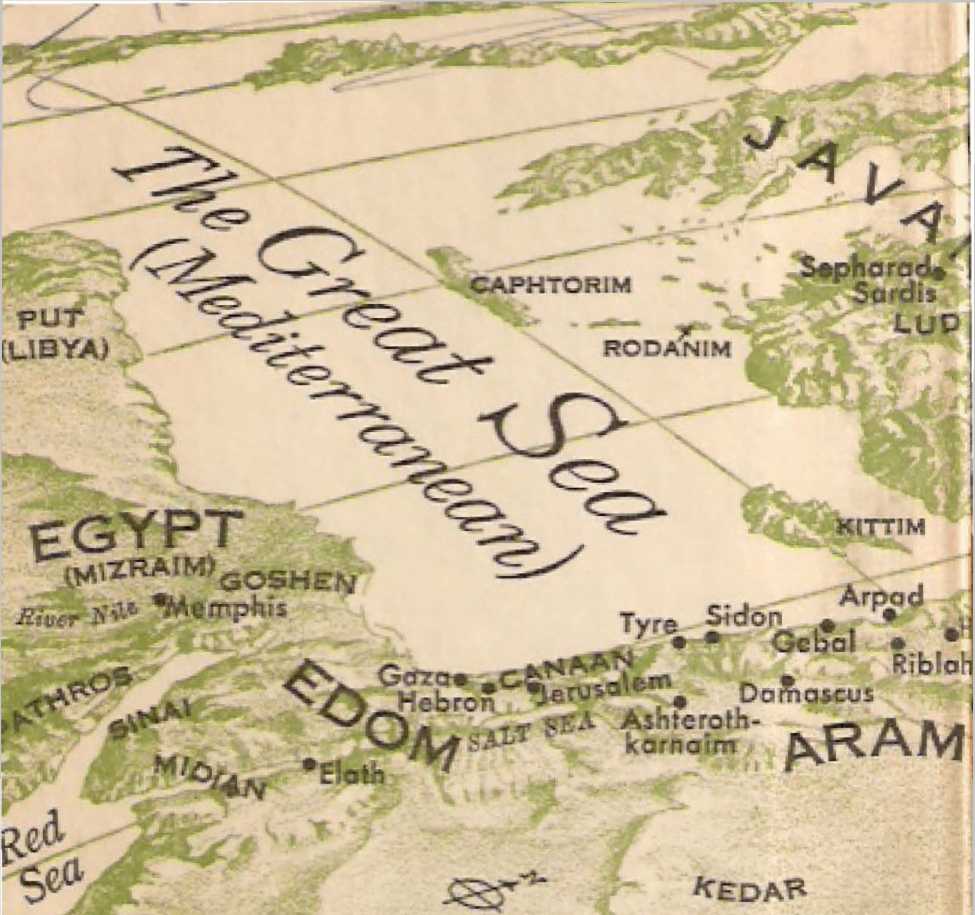 JAVA
The Great Sea
(Mediterranean)
CAPHTORIM
Sepharad
Sardis
LUD
PUT
(LIBYA)
RODANIM
EGYPT
(MIZRAIM)
GOSHEN
River Nile
Memphis
KITTIM
Arpad
Tyre
Sidon
Gebal
Riblah
Gaza
CANAAN
Hebron
Jerusalem
Damascus
PATHROS
SINAI
EDOM
SALT SEA
Ashteroth-
karnaim
ARAM
MIDIAN
Elath
Red
Sea
N
KEDAR